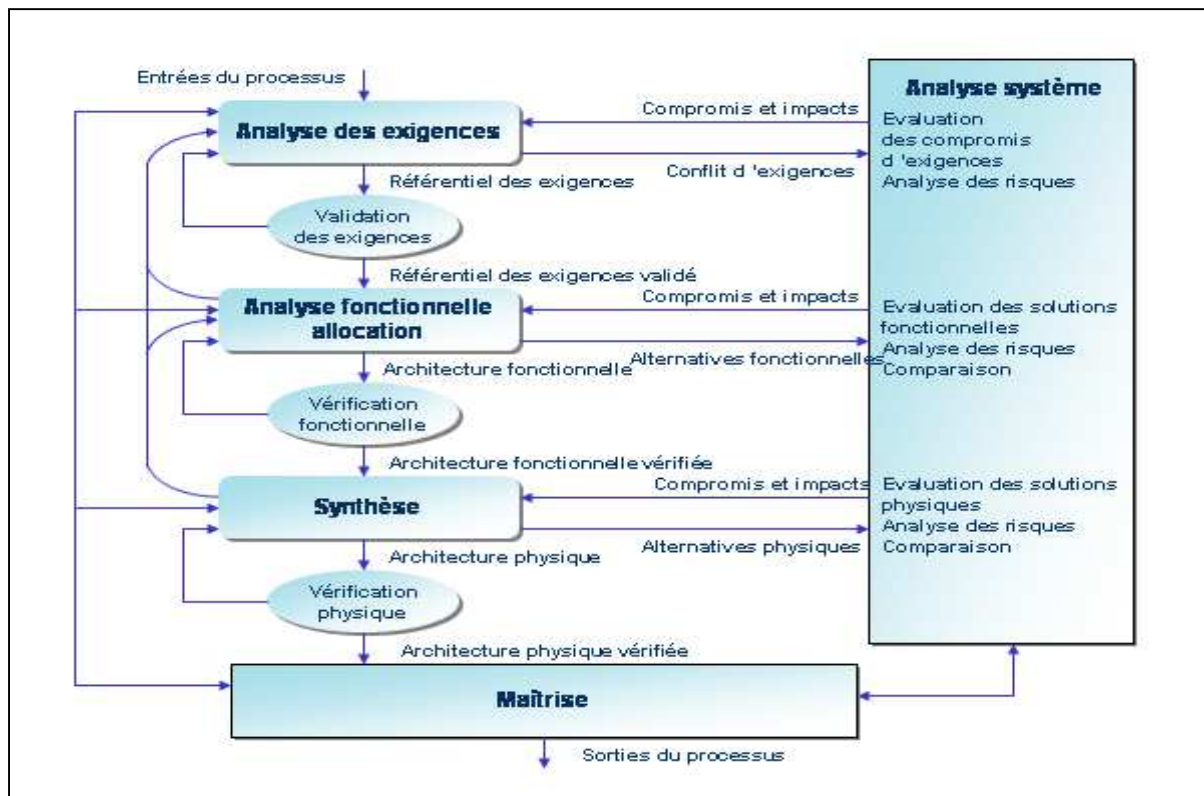 Entrées du processus
Analyse des exigences
Compromis et impacts
Conflit d 'exigences
Référentiel des exigences
Validation
des exigences
Référentiel des exigences validé
Analyse fonctionnelle
allocation
Compromis et impacts
Alternatives fonctionnelles
Architecture fonctionnelle
Vérification
fonctionnelle
Architecture fonctionnelle vérifiée
Synthèse
Compromis et impacts
Alternatives physiques
Architecture physique
Vérification
physique
Architecture physique vérifiée
Maîtrise
Sorties du processus
Analyse système
Evaluation
des compromis
d 'exigences
Analyse des risques
Evaluation des solutions
fonctionnelles
Analyse des risques
Comparaison
Evaluation des solutions
physiques
Analyse des risques
Comparaison